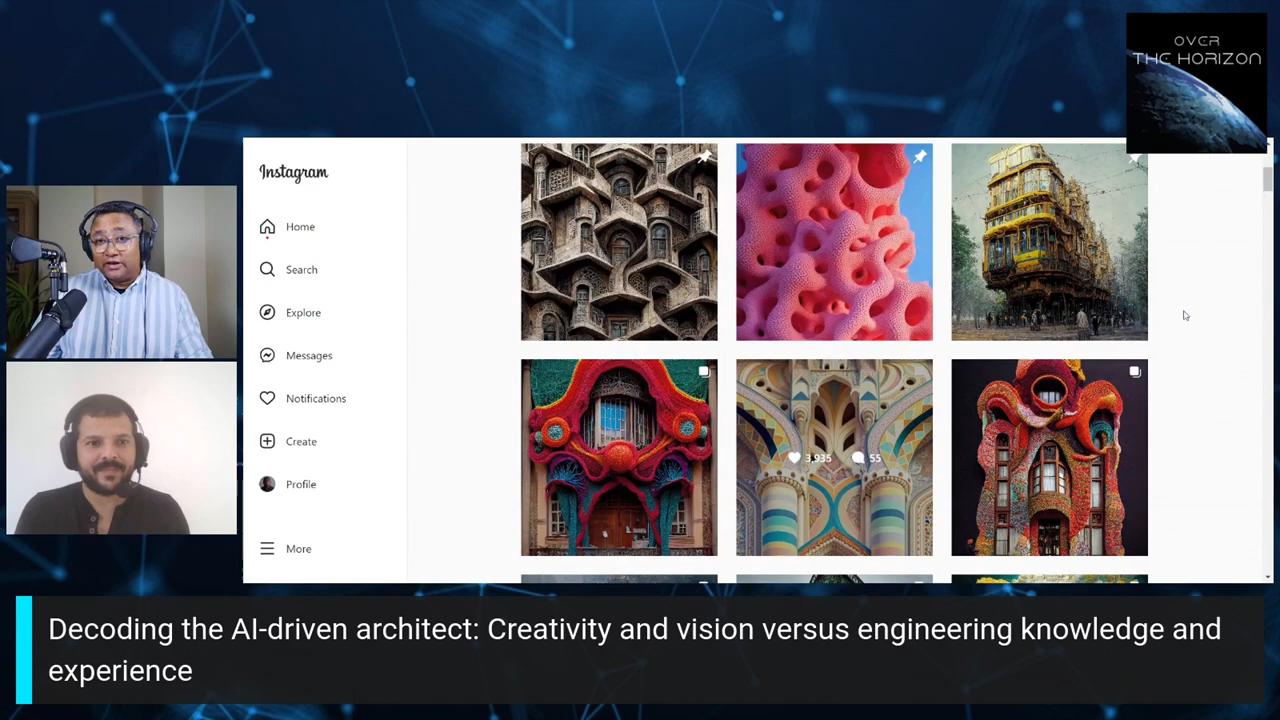 OVER
THE HORIZON
Instagram
Home
Search
Explore
Messages
Notifications
Create
Profile
More
3,935 55
Decoding the AI-driven architect: Creativity and vision versus engineering knowledge and
experience